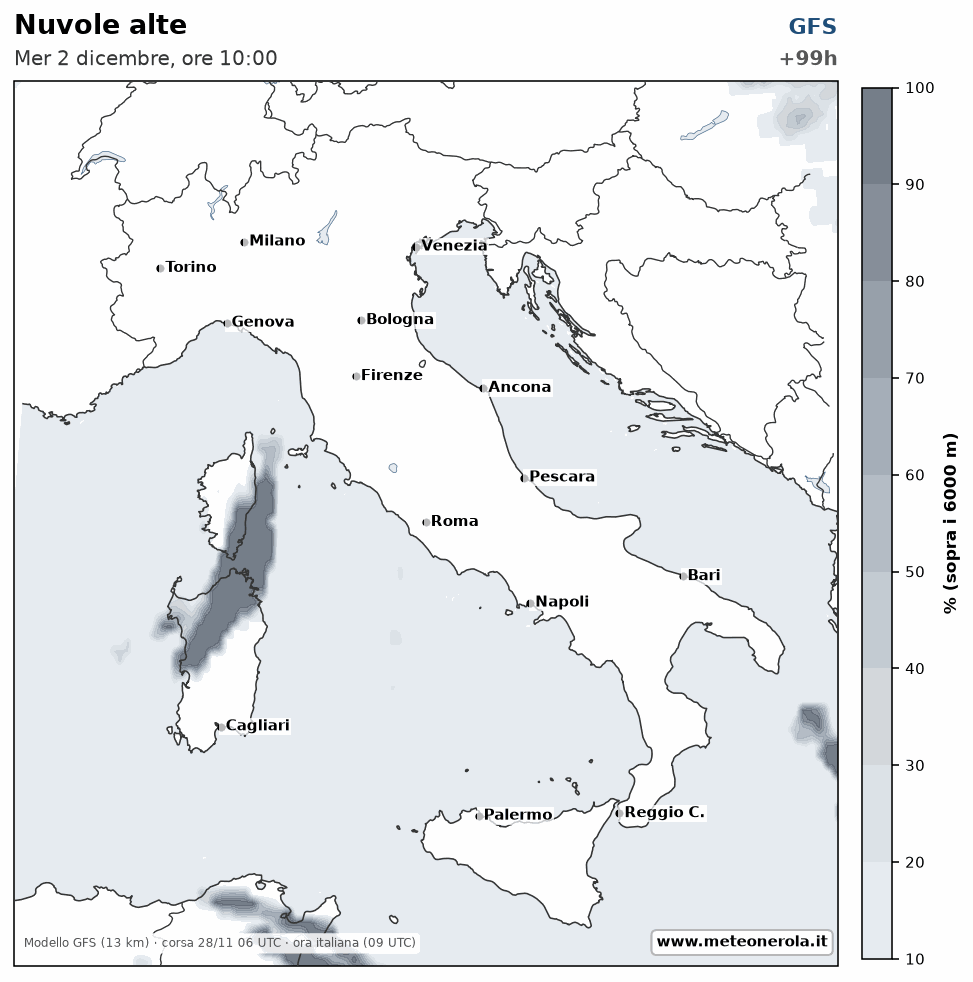 Nuvole alte
GFS
Mer 2 dicembre, ore 10:00
+99h
100
90
80
70
60
50
40
30
20
10
% (sopra i 6000 m)
Milano
Venezia
Torino
Genova
Bologna
Firenze
Ancona
Pescara
Roma
Bari
Napoli
Cagliari
Palermo
Reggio C.
Modello GFS (13 km) · corsa 28/11 06 UTC · ora italiana (09 UTC)
www.meteonerola.it